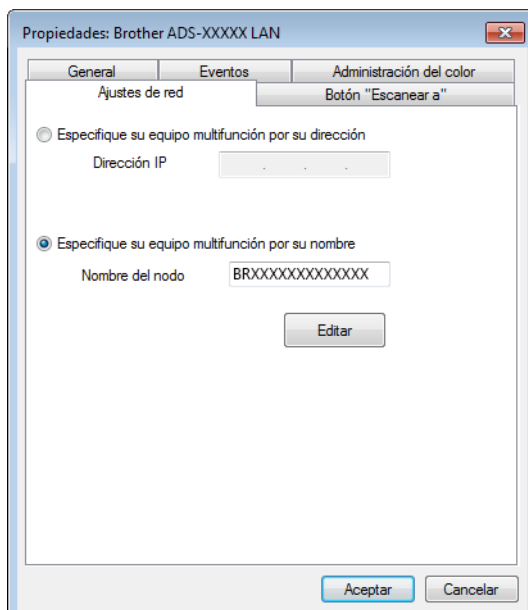 Propiedades: Brother ADS-XXXXX LAN
General Eventos Administración del color
Ajustes de red Botón "Escanear a"
Especifique su equipo multifunción por su dirección
Dirección IP . . .
Especifique su equipo multifunción por su nombre
Nombre del nodo BRXXXXXXXXXXXXX
Editar
Aceptar Cancelar